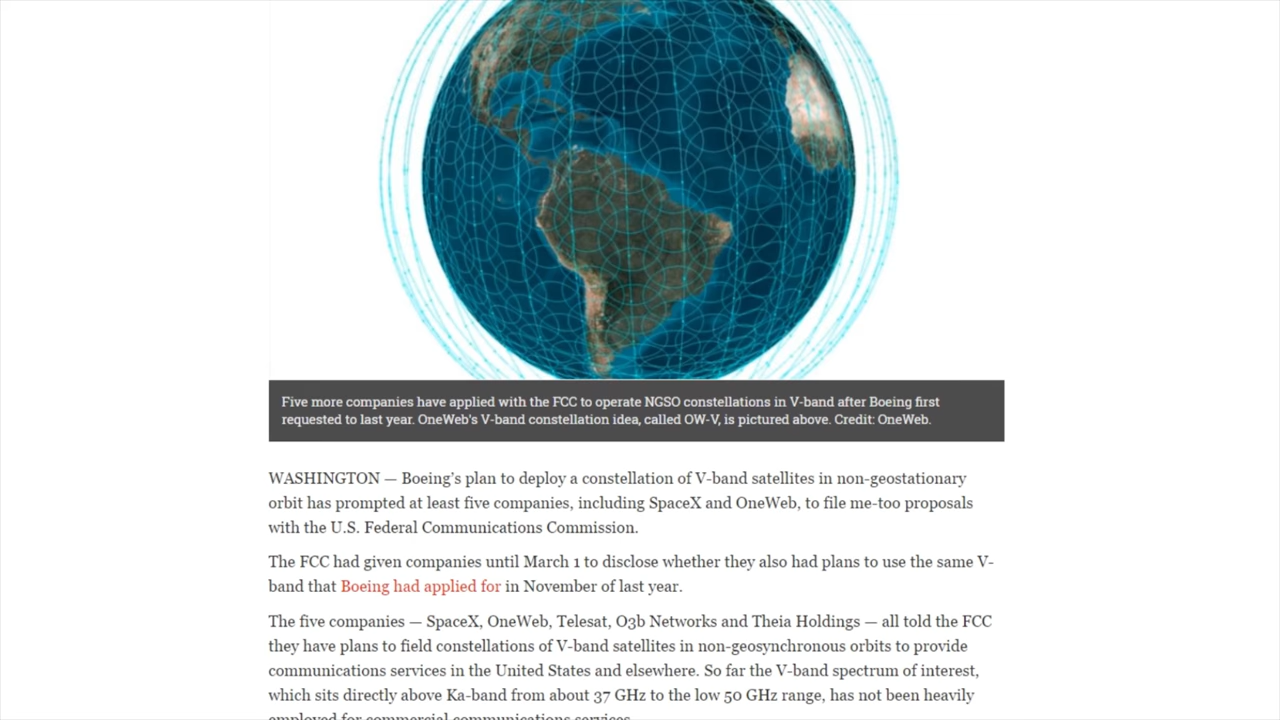 Five more companies have applied with the FCC to operate NGSO constellations in V-band after Boeing first
requested to last year. OneWeb's V-band constellation idea, called OW-V, is pictured above. Credit: OneWeb.
WASHINGTON — Boeing’s plan to deploy a constellation of V-band satellites in non-geostationary
orbit has prompted at least five companies, including SpaceX and OneWeb, to file me-too proposals
with the U.S. Federal Communications Commission.
The FCC had given companies until March 1 to disclose whether they also had plans to use the same V-
band that Boeing had applied for in November of last year.
The five companies — SpaceX, OneWeb, Telesat, O3b Networks and Theia Holdings — all told the FCC
they have plans to field constellations of V-band satellites in non-geosynchronous orbits to provide
communications services in the United States and elsewhere. So far the V-band spectrum of interest,
which sits directly above Ka-band from about 37 GHz to the low 50 GHz range, has not been heavily
employed for commercial communications services.